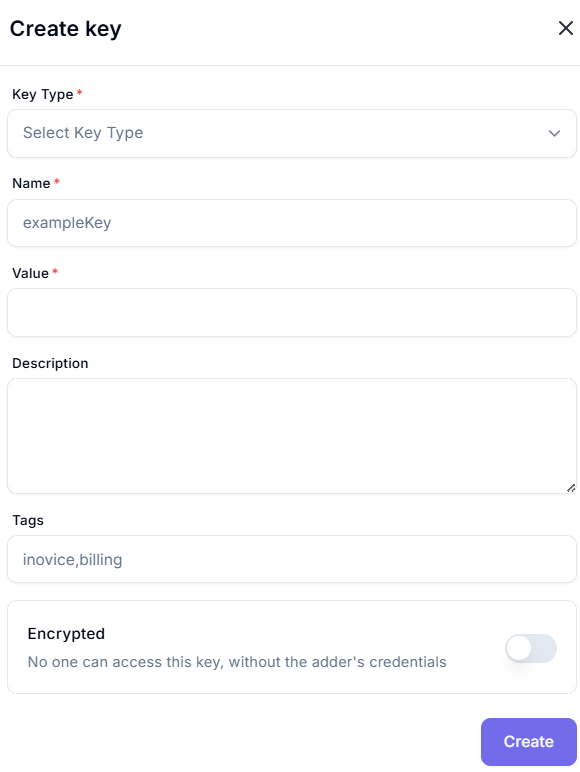 Create key
Key Type *
Select Key Type
Name *
exampleKey
Value *
Description
Tags
inovice,billing
Encrypted
No one can access this key, without the adder's credentials
Create